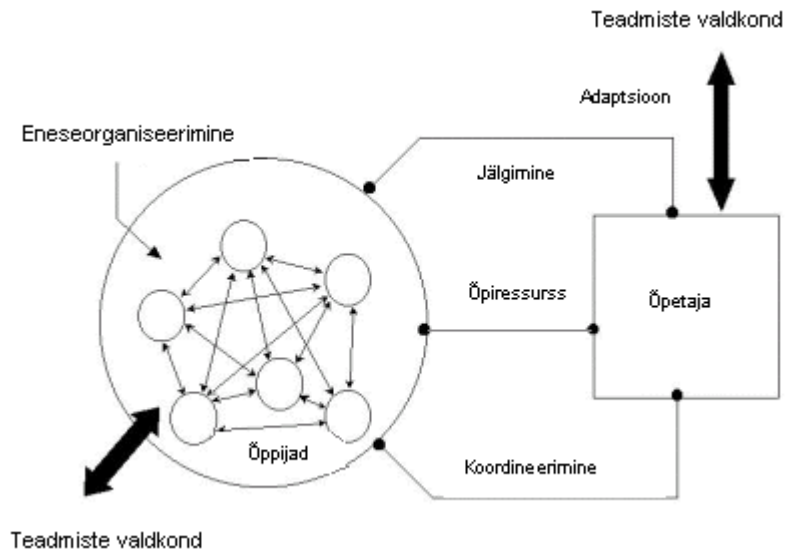 Teadmiste valdkond
Adaptsioon
Eneseorganiseerimine
Jälgimine
Õpiressurss
Õpetaja
Õppijad
Koordineerimine
Teadmiste valdkond